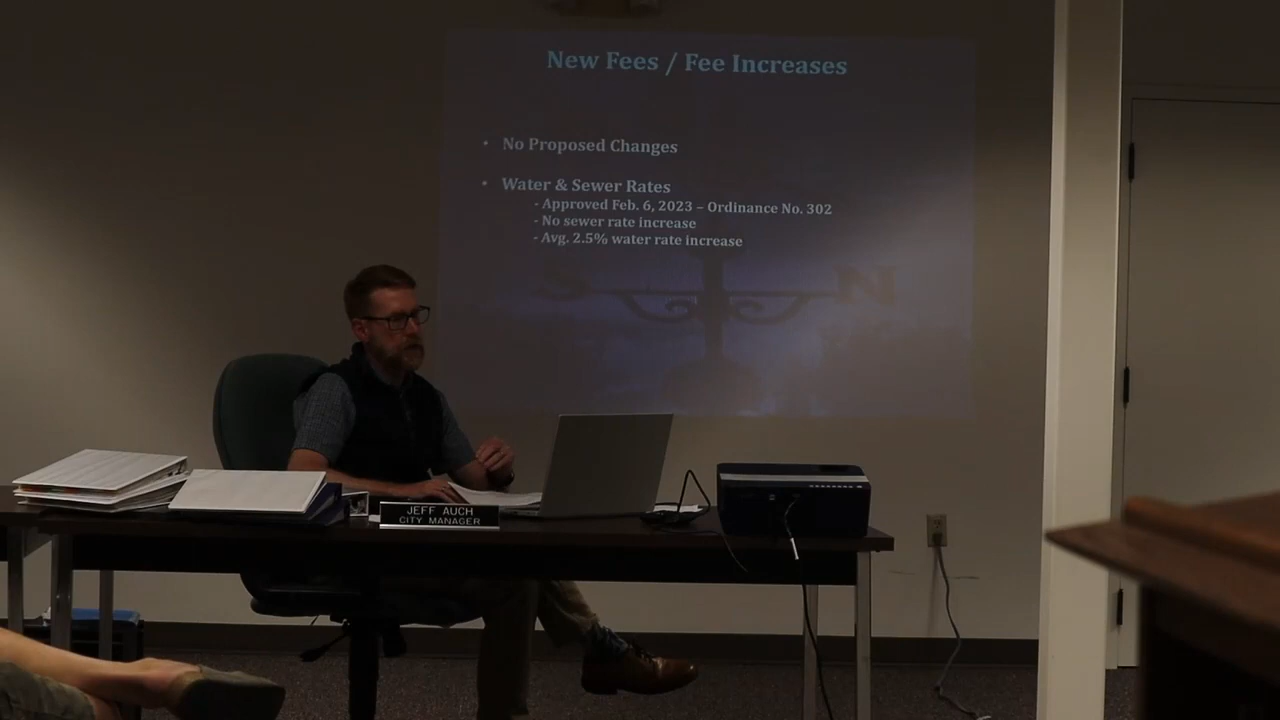 New Fees / Fee Increases
• No Proposed Changes
• Water & Sewer Rates
- Approved Feb. 6, 2023 – Ordinance No. 302
- No sewer rate increase
- Avg. 2.5% water rate increase
S N
JEFF AUCH
CITY MANAGER